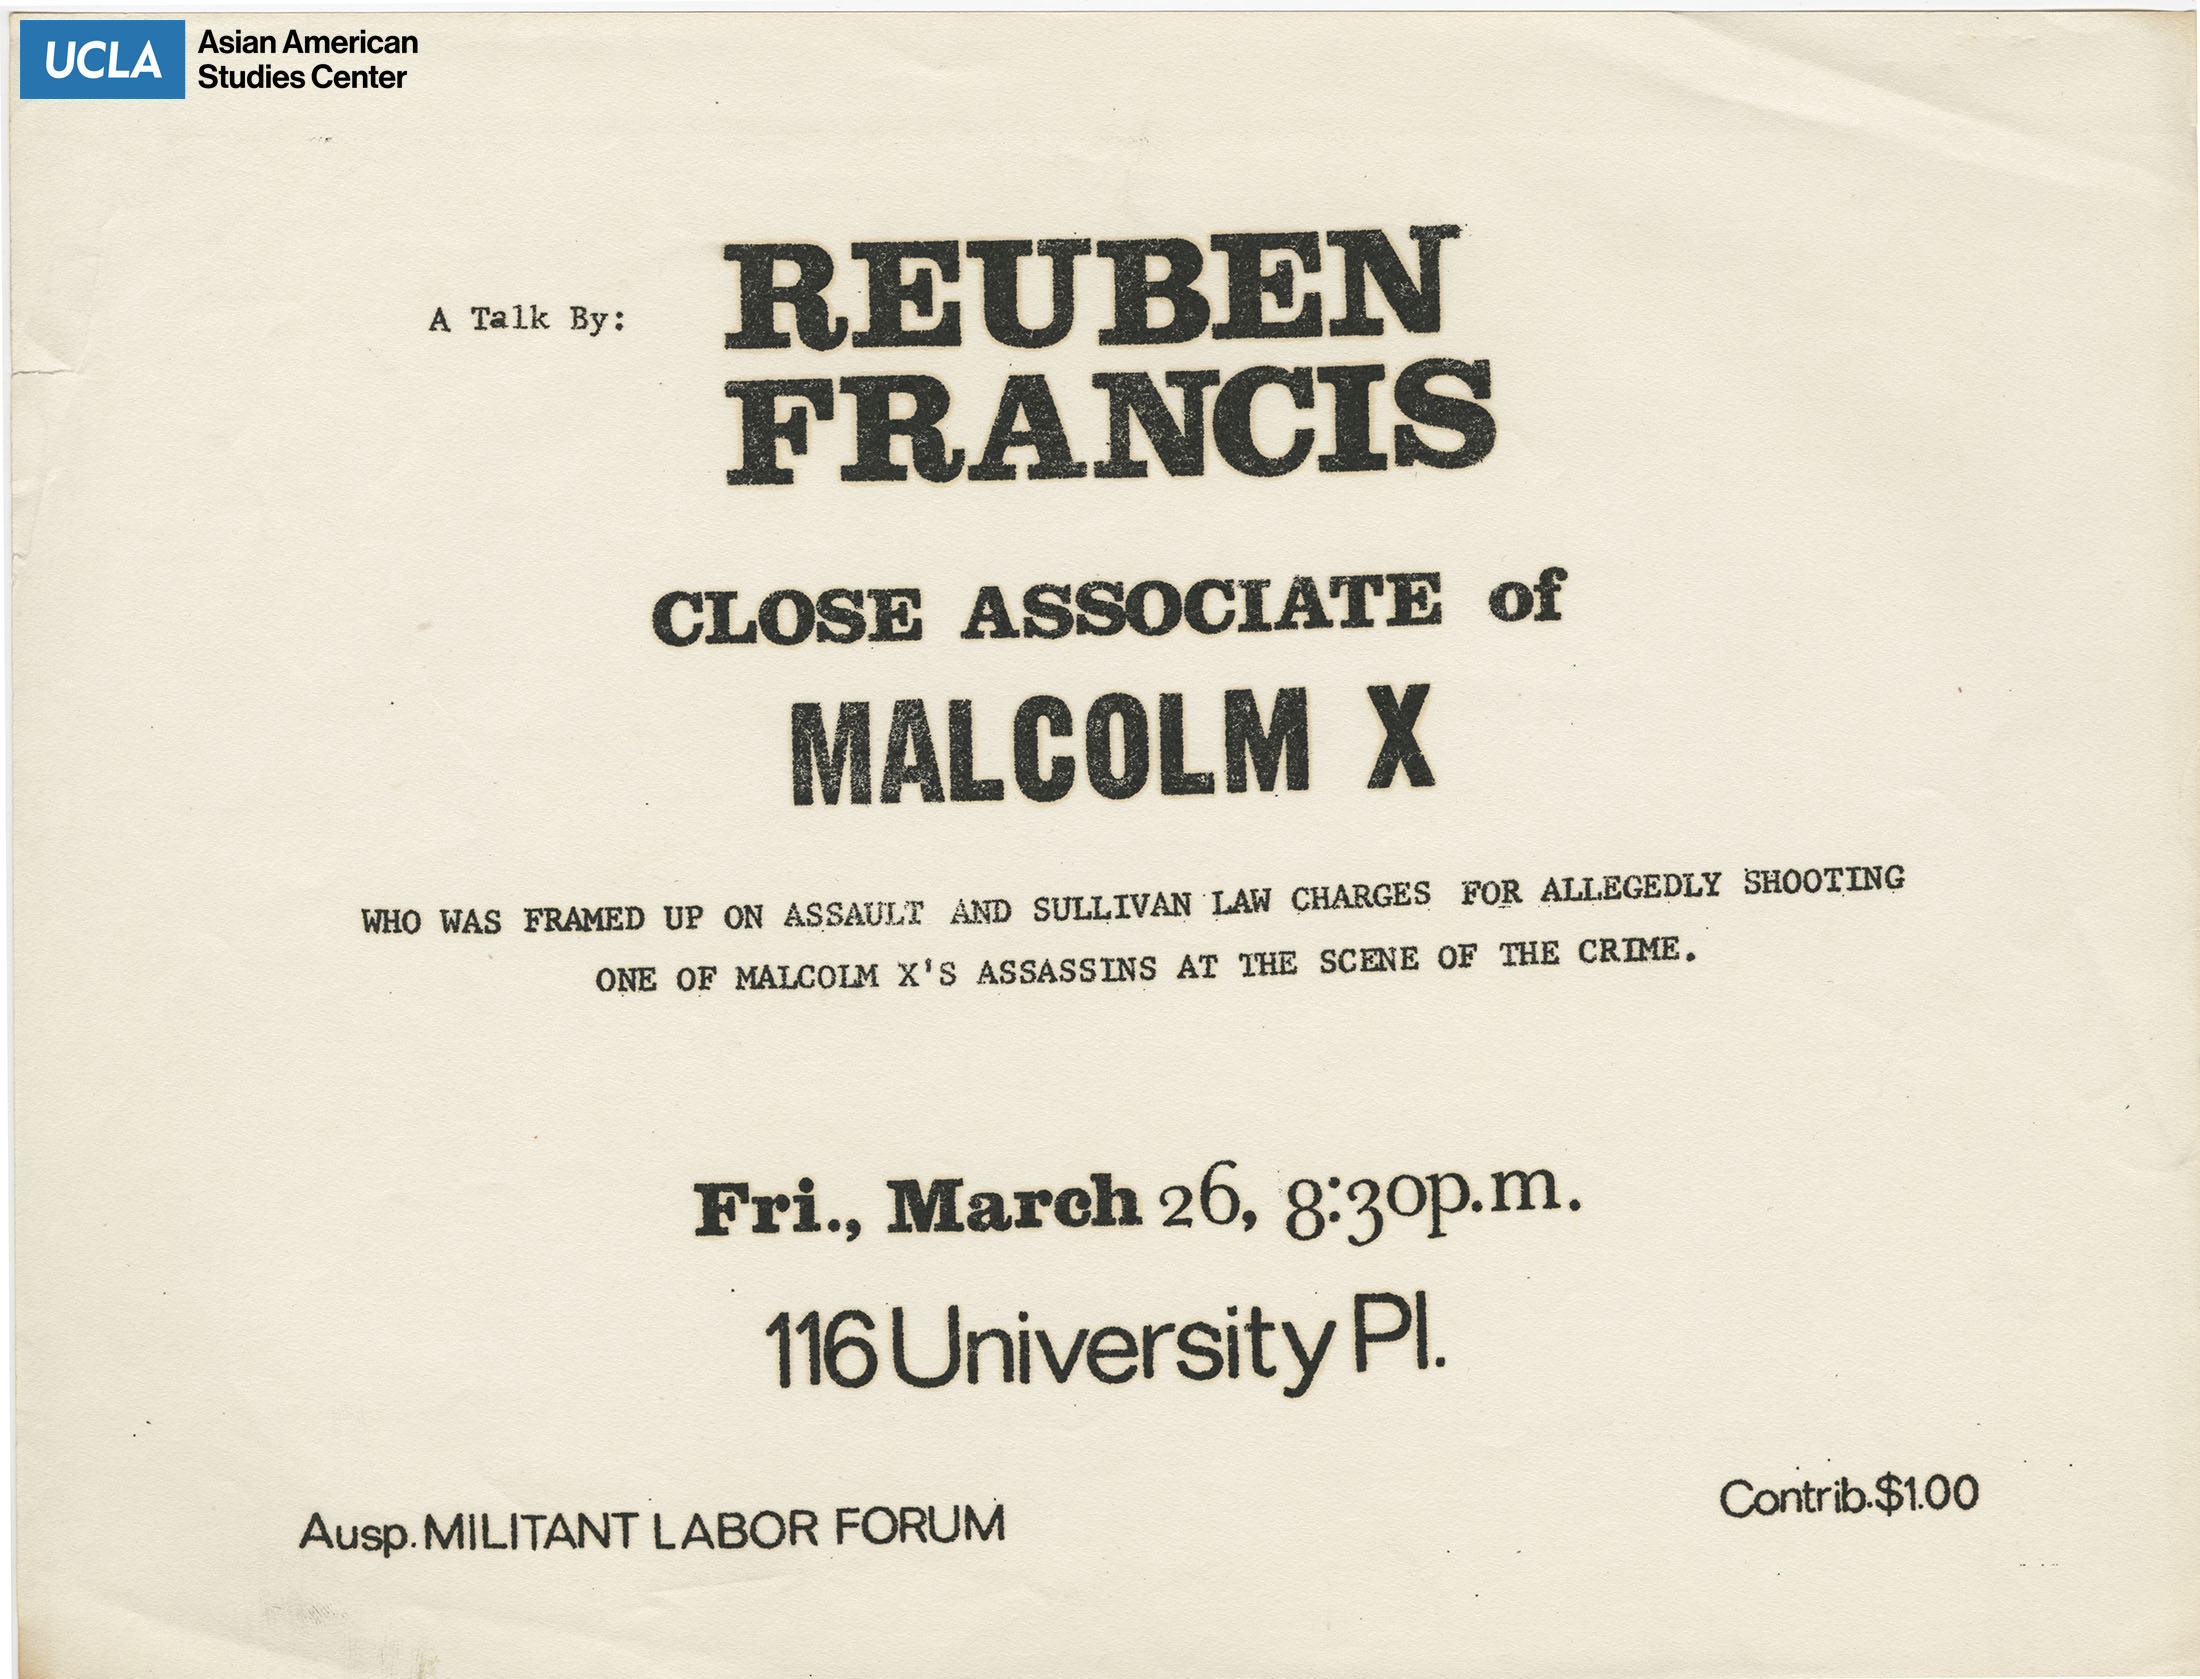 UCLA Asian American
Studies Center
A Talk By: REUBEN
FRANCIS
CLOSE ASSOCIATE of
MALCOLM X
WHO WAS FRAMED UP ON ASSAULT AND SULLIVAN LAW CHARGES FOR ALLEGEDLY SHOOTING
ONE OF MALCOLM X'S ASSASSINS AT THE SCENE OF THE CRIME.
Fri., March 26, 8:30p.m.
116 University Pl.
Contrib.$1.00
Ausp. MILITANT LABOR FORUM